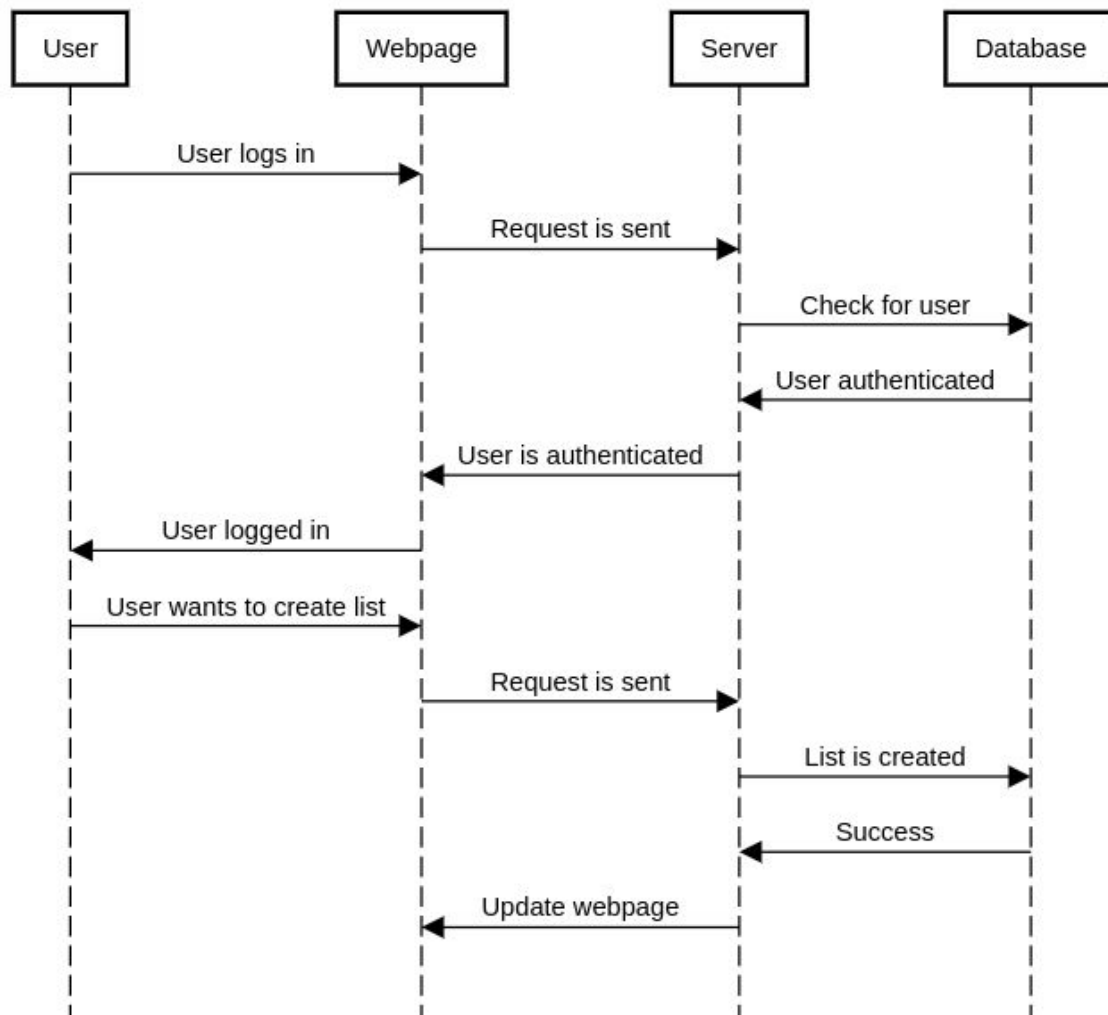 User
Webpage
Server
Database
User logs in
Request is sent
Check for user
User authenticated
User is authenticated
User logged in
User wants to create list
Request is sent
List is created
Success
Update webpage